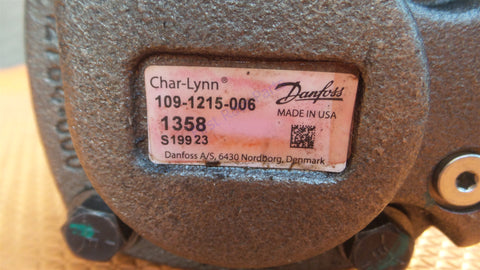 Char-Lynn®
Danfoss
109-1215-006
MADE IN USA
1358
S199 23
Danfoss A/S, 6430 Nordborg, Denmark